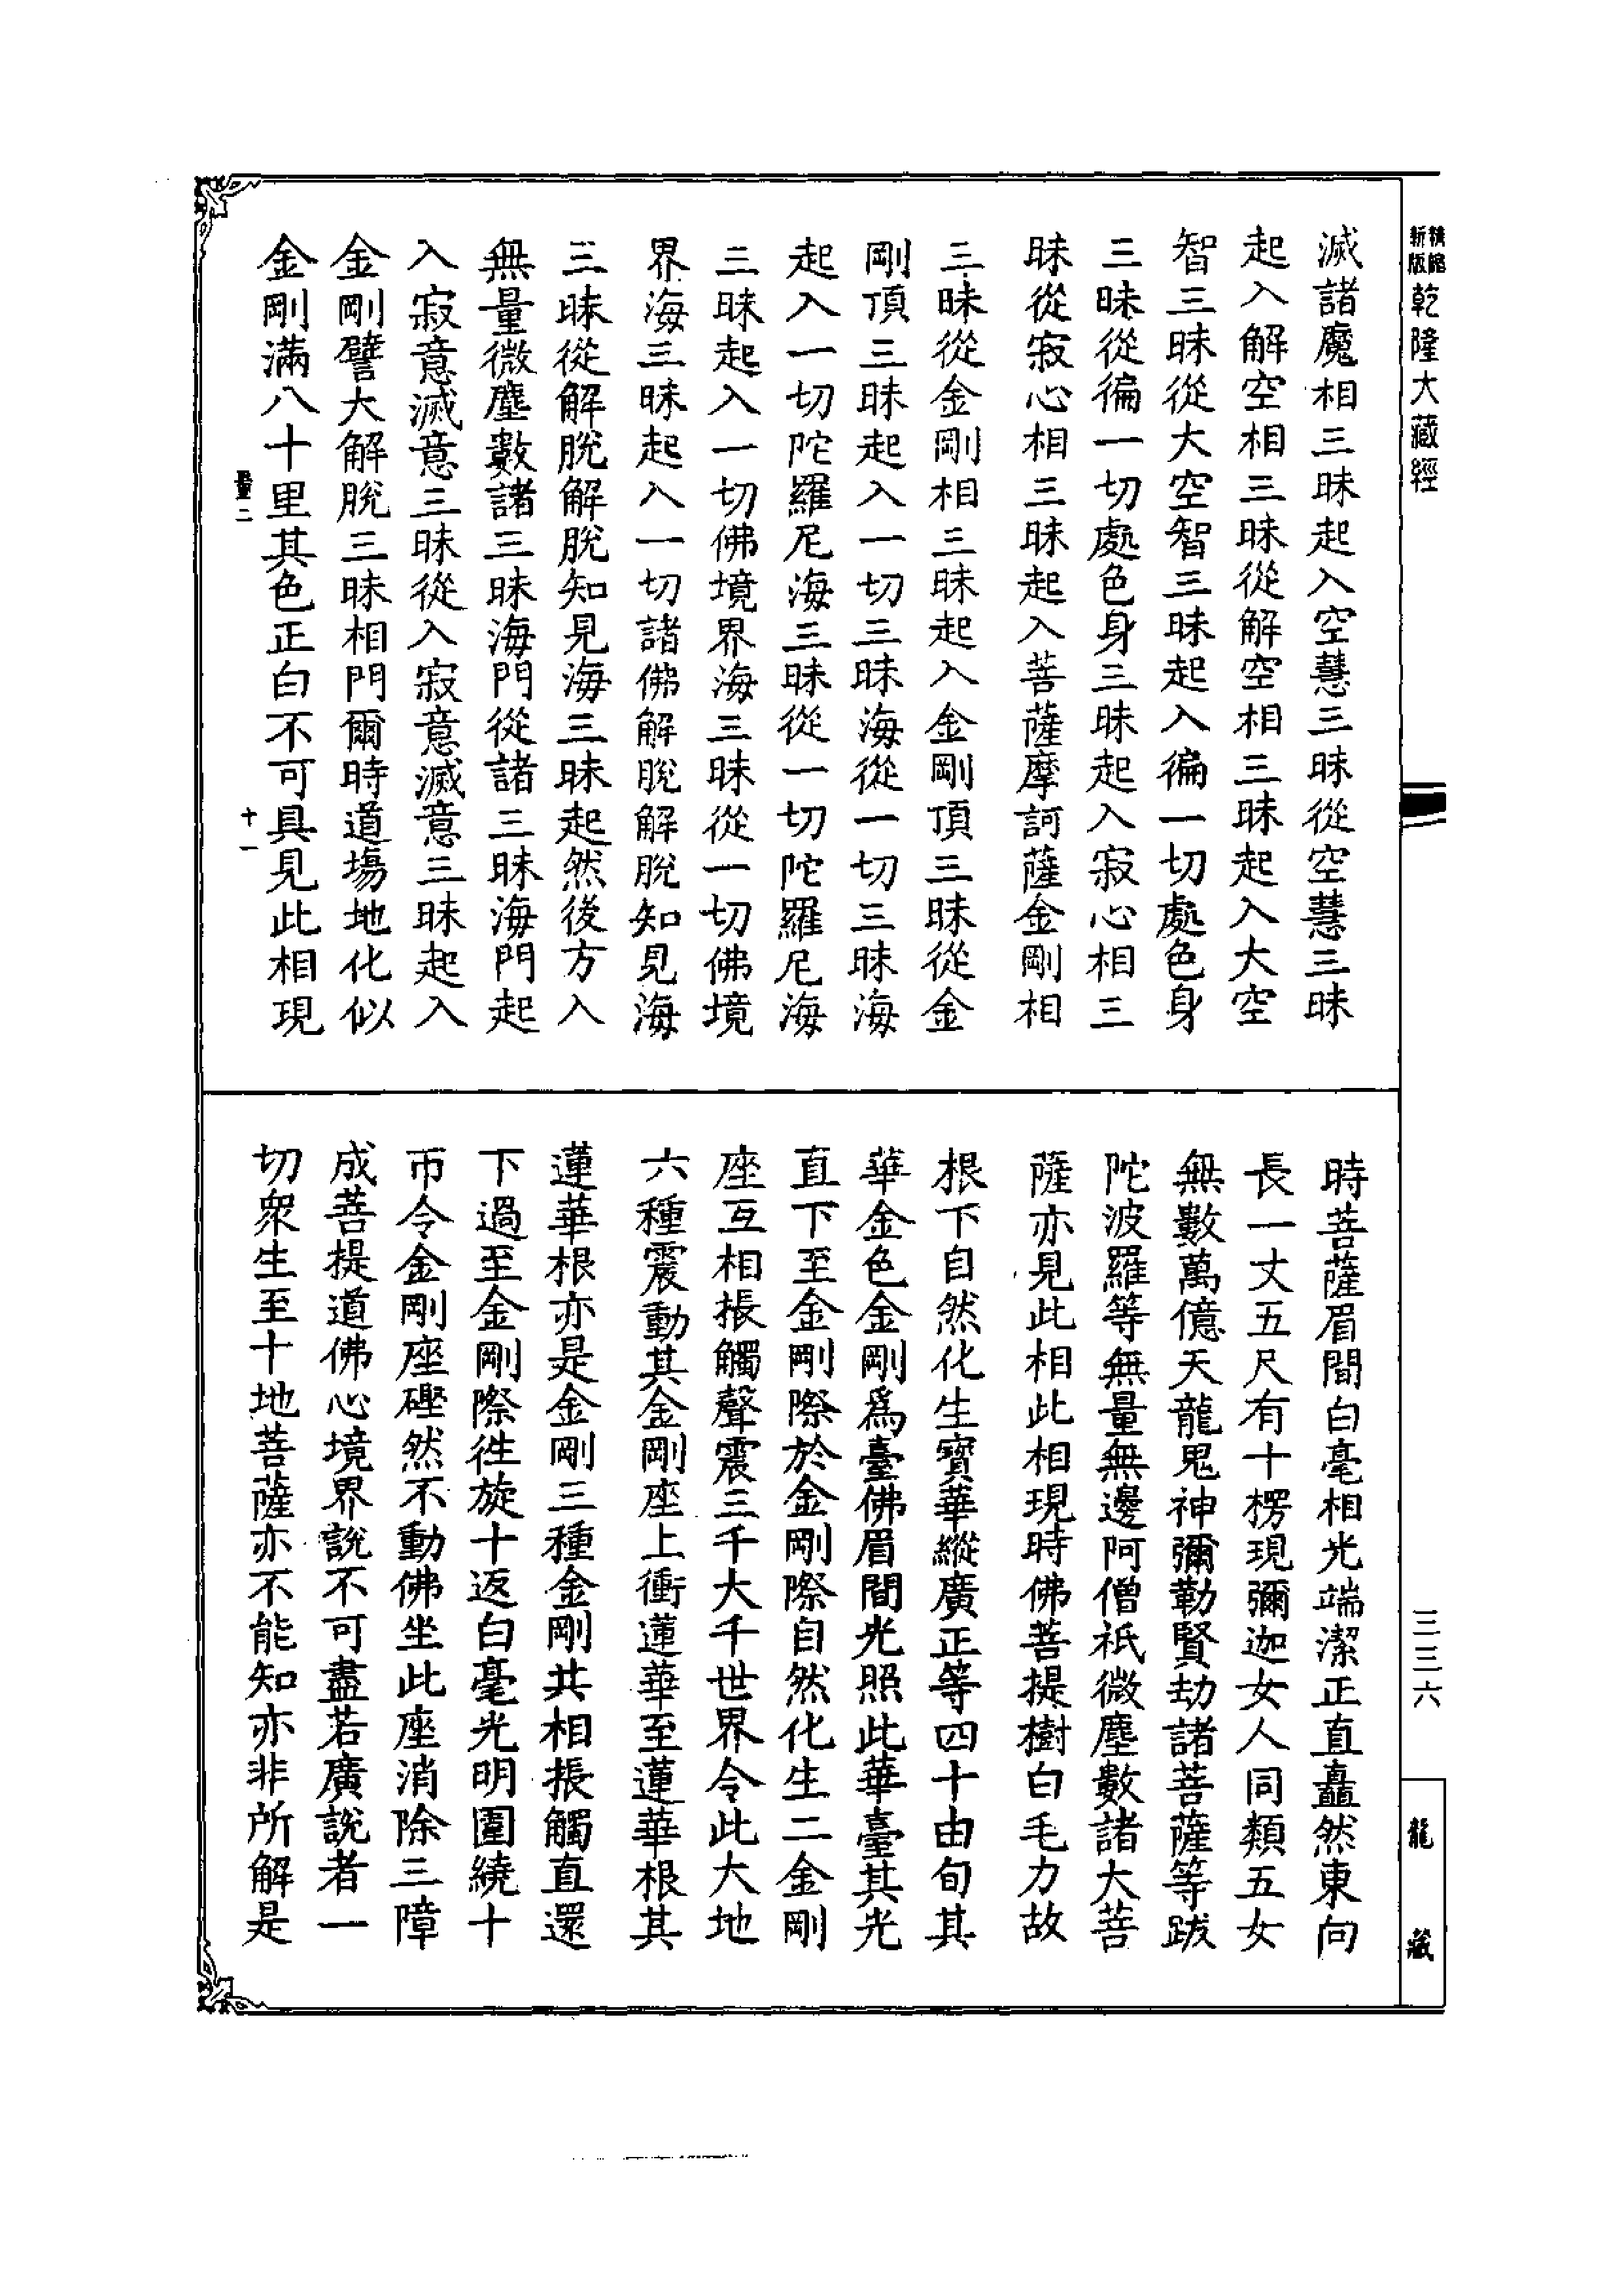 精縮
新版
乾隆大藏經
滅諸魔相三昧起入空慧三昧從空慧三昧
起入解空相三昧從解空相三昧起入大空
智三昧從大空智三昧起入徧一切處色身
三昧從徧一切處色身三昧起入寂心相三
昧從寂心相三昧起入菩薩摩訶薩金剛相
三昧從金剛相三昧起入金剛頂三昧從金
剛頂三昧起入一切三昧海從一切三昧海
起入一切陀羅尼海三昧從一切陀羅尼海
三昧起入一切佛境界海三昧從一切佛境
界海三昧起入一切諸佛解脫解脫知見海
三昧從解脫解脫知見海三昧起然後方入
無量微塵數諸三昧海門從諸三昧海門起
入寂意滅意三昧從入寂意滅意三昧起入
金剛譬大解脫三昧相門爾時道場地化似
金剛滿八十里其色正白不可具見此相現
量二
十一
時菩薩眉間白毫相光端潔正直矗然東向
長一丈五尺有十楞現彌迦女人同類五女
無數萬億天龍鬼神彌勒賢劫諸菩薩等跋
陀波羅等無量無邊阿僧祇微塵數諸大菩
薩亦見此相此相現時佛菩提樹白毛力故
根下自然化生寶華縱廣正等四十由旬其
華金色金剛為臺佛眉間光照此華臺其光
直下至金剛際於金剛際自然化生二金剛
座互相掁觸聲震三千大千世界令此大地
六種震動其金剛座上衝蓮華至蓮華根其
蓮華根亦是金剛三種金剛共相掁觸直還
下過至金剛際徃旋十返白毫光明圍繞十
帀令金剛座磖然不動佛坐此座消除三障
成菩提道佛心境界說不可盡若廣說者一
切衆生至十地菩薩亦不能知亦非所解是
三三六
龍藏